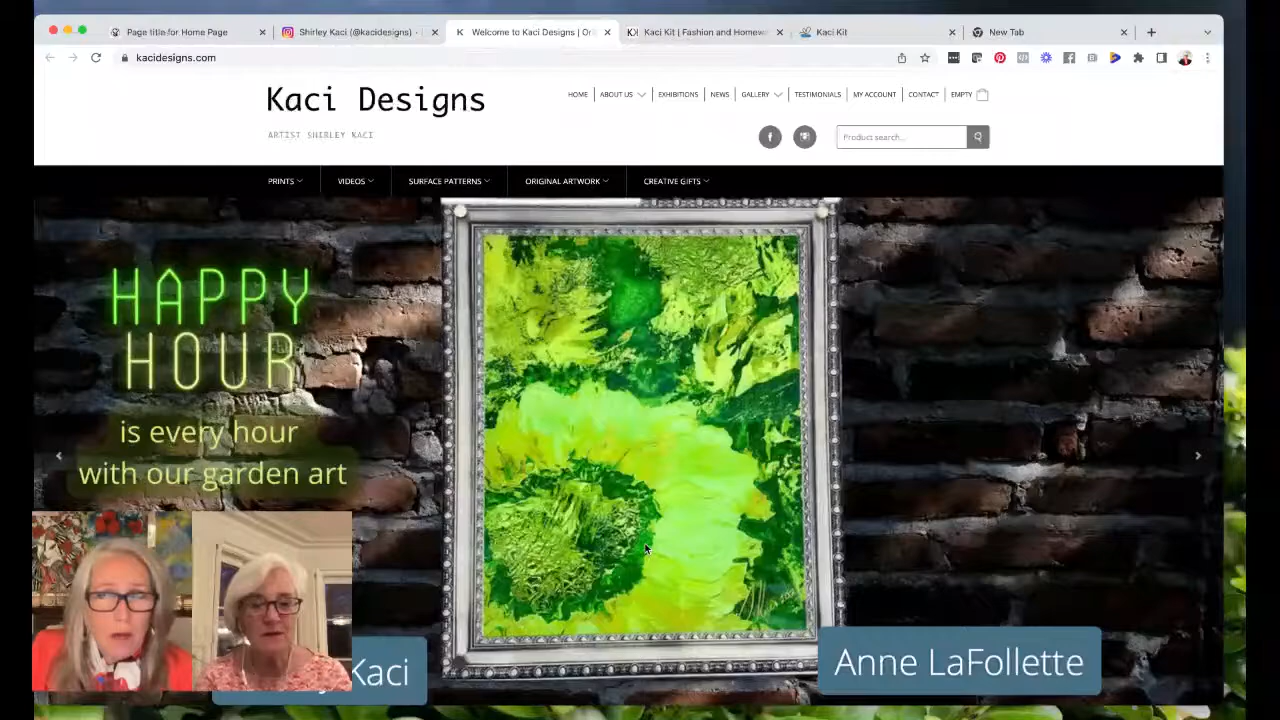 Page title for Home Page
Shirley Kaci (@kacidesigns) ·
Welcome to Kaci Designs |
Kaci Kit | Fashion and Homew
Kaci Kit
New Tab
kacidesigns.com
Kaci Designs
ARTIST SHIRLEY KACI
HOME
ABOUT US
EXHIBITIONS
NEWS
GALLERY
TESTIMONIALS
MY ACCOUNT
CONTACT
EMPTY
Product search...
PRINTS
VIDEOS
SURFACE PATTERNS
ORIGINAL ARTWORK
CREATIVE GIFTS
HAPPY
HOUR
is every hour
with our garden art
Kaci
Anne LaFollette